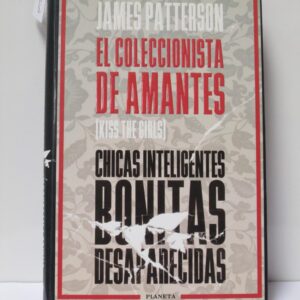 JAMES PATTERSON
EL COLECCIONISTA
DE AMANTES
[KISS THE GIRLS]
CHICAS INTELIGENTES
BONITAS
DESAPARECIDAS
PLANETA